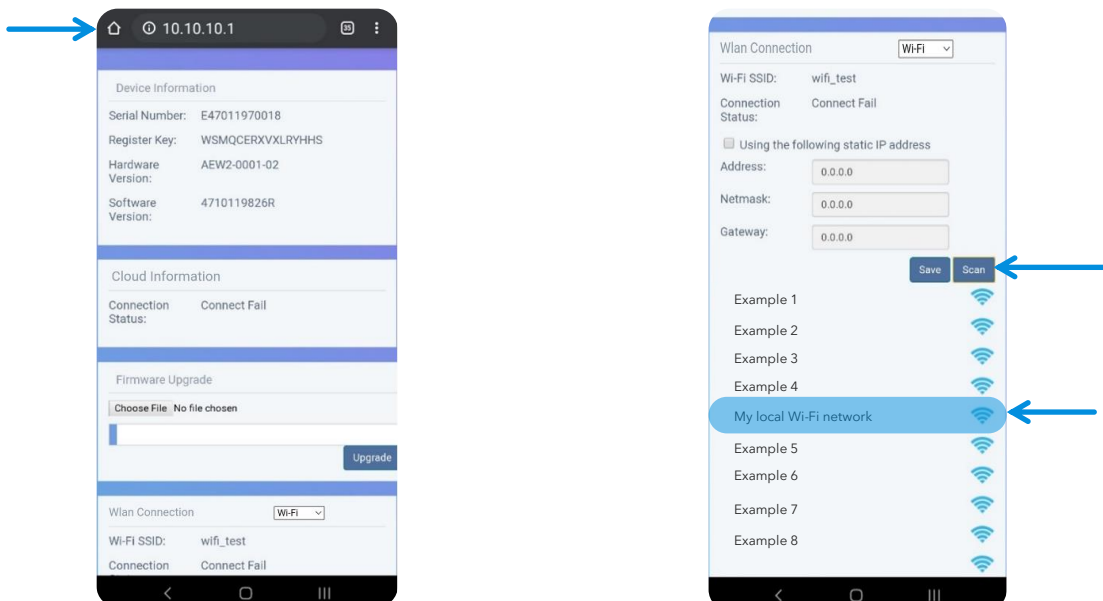 10.10.10.1
35
Device Information
Serial Number: E47011970018
Register Key: WSMQCERXVXLRYHHS
Hardware Version: AEW2-0001-02
Software Version: 4710119826R
Cloud Information
Connection Status: Connect Fail
Firmware Upgrade
Choose File No file chosen
Upgrade
Wlan Connection Wi-Fi
Wi-Fi SSID: wifi_test
Connection Connect Fail
Wlan Connection Wi-Fi
Wi-Fi SSID: wifi_test
Connection Status: Connect Fail
Using the following static IP address
Address: 0.0.0.0
Netmask: 0.0.0.0
Gateway: 0.0.0.0
Save Scan
Example 1
Example 2
Example 3
Example 4
My local Wi-Fi network
Example 5
Example 6
Example 7
Example 8